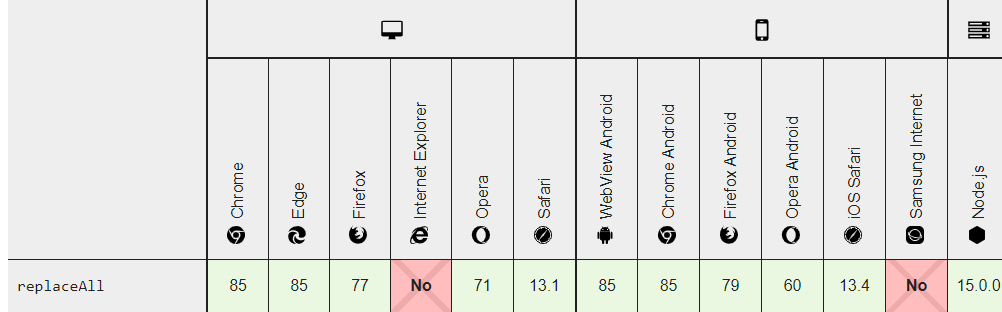 Chrome
Edge
Firefox
Internet Explorer
Opera
Safari
WebView Android
Chrome Android
Firefox Android
Opera Android
iOS Safari
Samsung Internet
Node.js
replaceAll 85 85 77 No 71 13.1 85 85 79 60 13.4 No 15.0.0